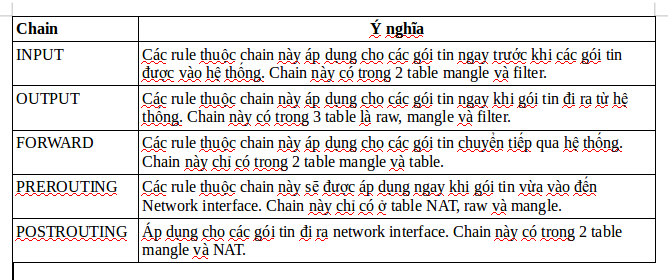 Chain Ý nghĩa
INPUT Các rule thuộc chain này áp dụng cho các gói tin ngay trước khi các gói tin
được vào hệ thống. Chain này có trong 2 table mangle và filter.
OUTPUT Các rule thuộc chain này áp dụng cho các gói tin ngay khi gói tin đi ra từ hệ
thống. Chain này có trong 3 table là raw, mangle và filter.
FORWARD Các rule thuộc chain này áp dụng cho các gói tin chuyển tiếp qua hệ thống.
Chain này chỉ có trong 2 table mangle và table.
PREROUTING Các rule thuộc chain này sẽ được áp dụng ngay khi gói tin vừa vào đến
Network interface. Chain này chỉ có ở table NAT, raw và mangle.
POSTROUTING Áp dụng cho các gói tin đi ra network interface. Chain này có trong 2 table
mangle và NAT.